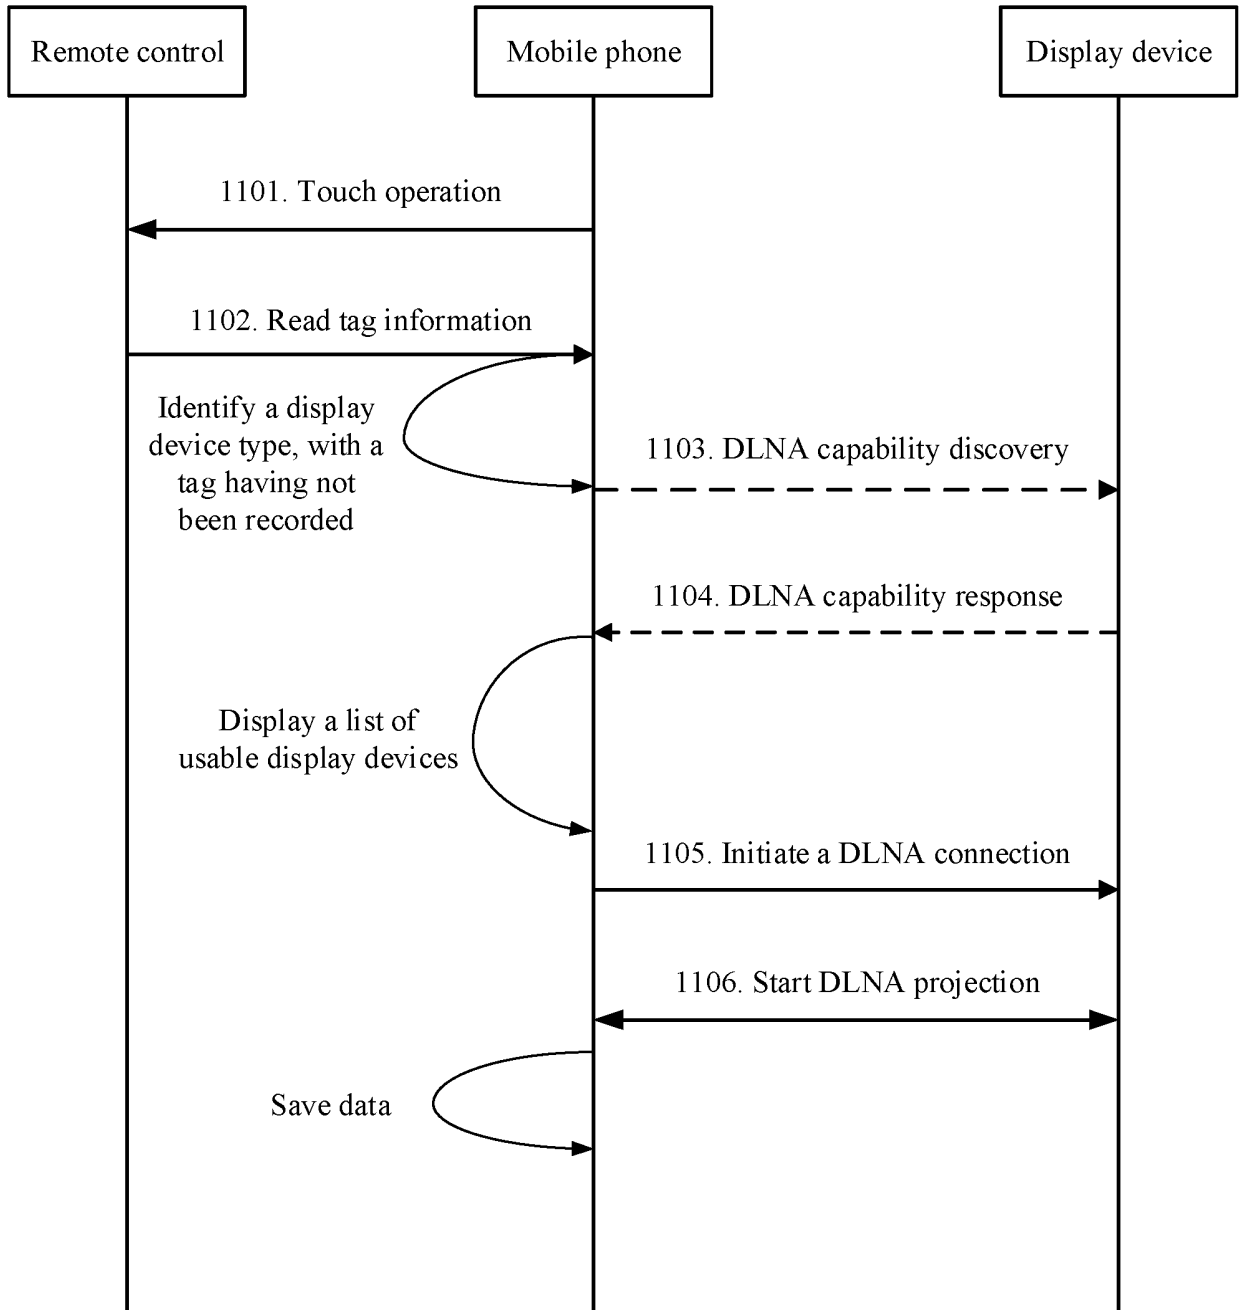 Remote control
Mobile phone
Display device
1101. Touch operation
1102. Read tag information
Identify a display
device type, with a
tag having not
been recorded
1103. DLNA capability discovery
1104. DLNA capability response
Display a list of
usable display devices
1105. Initiate a DLNA connection
1106. Start DLNA projection
Save data